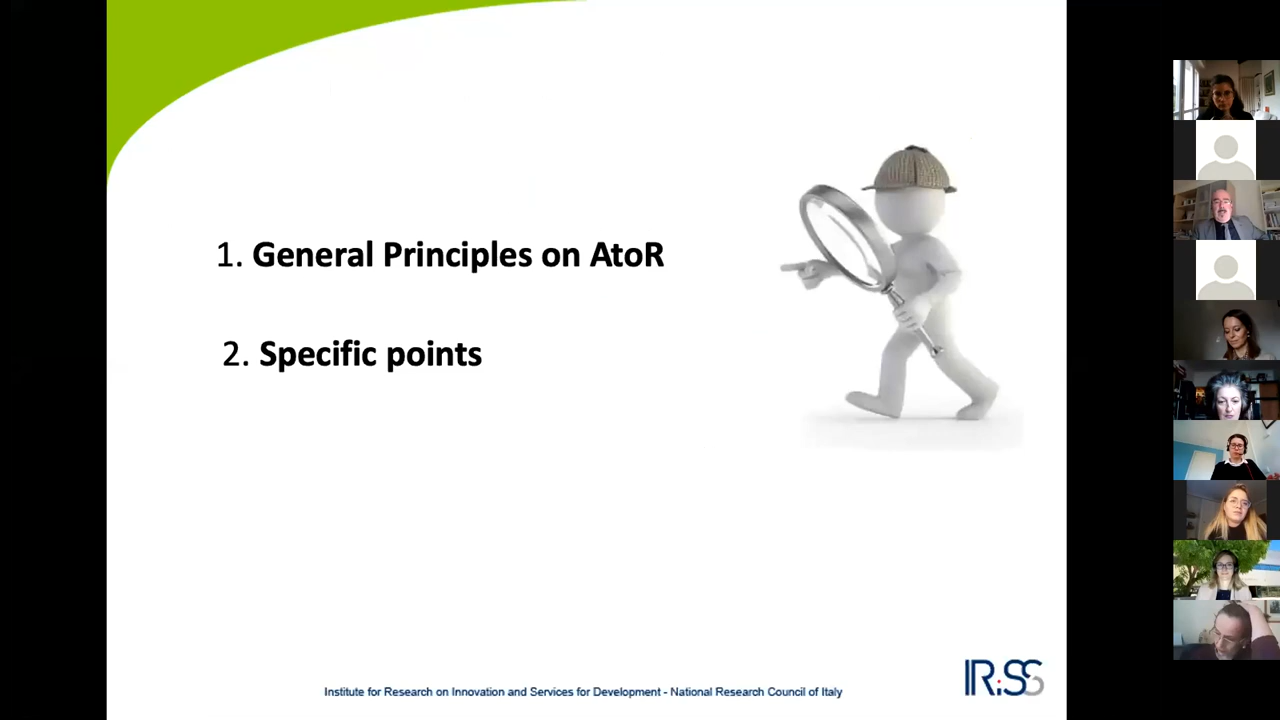 1. General Principles on AtoR
2. Specific points
Institute for Research on Innovation and Services for Development - National Research Council of Italy
IRiSS